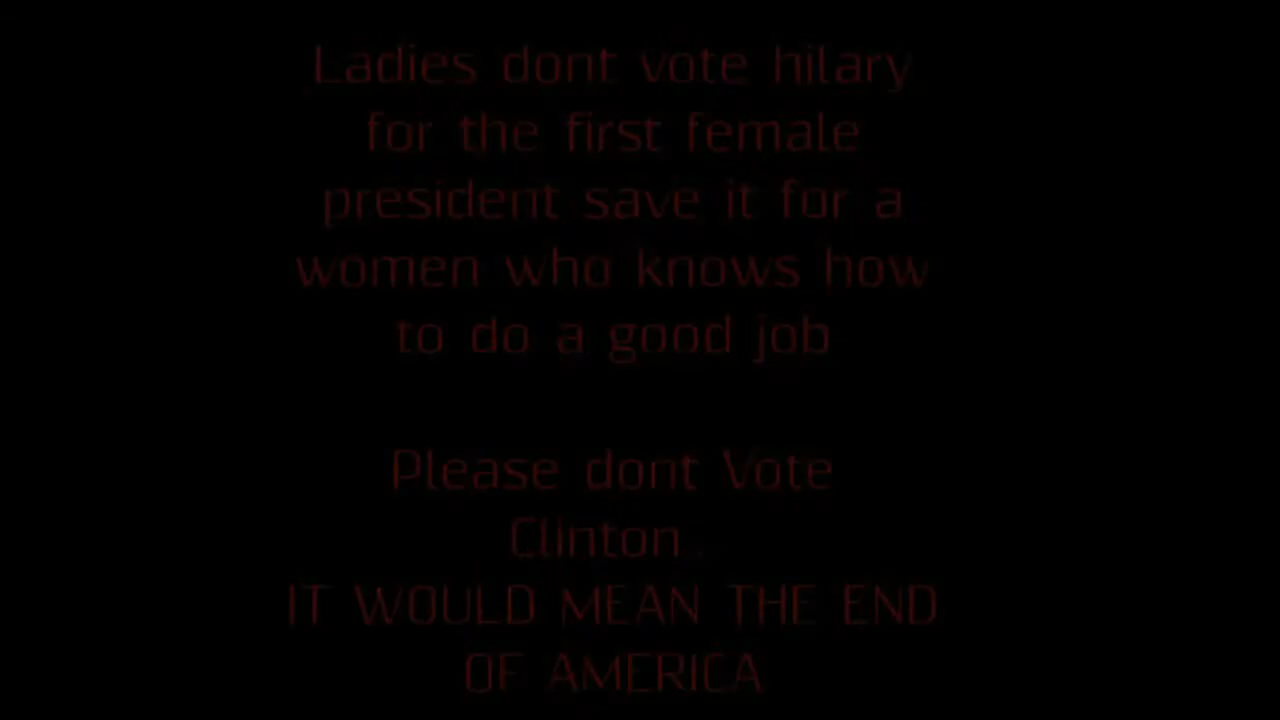 Ladies dont vote hilary
for the first female
president save it for a
women who knows how
to do a good job
Please dont Vote
Clinton .
IT WOULD MEAN THE END
OF AMERICA